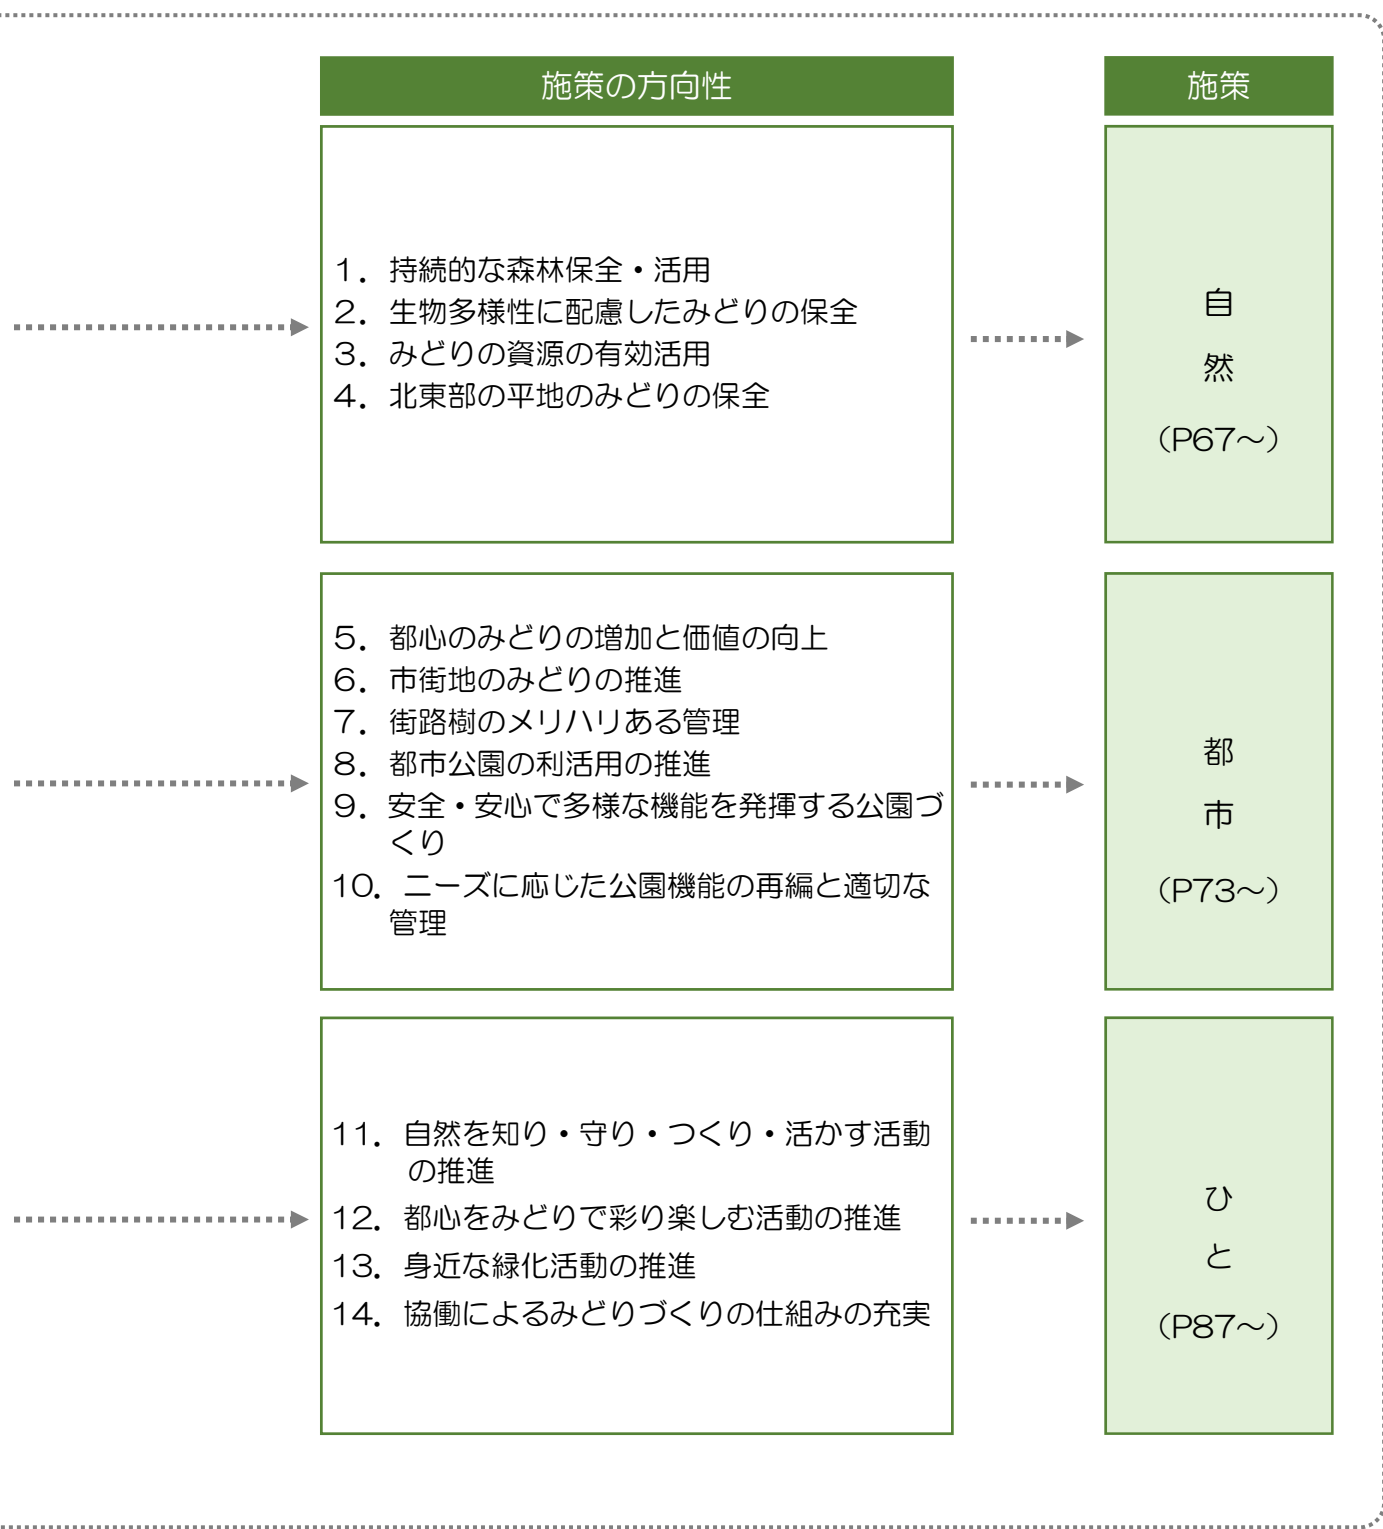 施策の方向性
施策
1．持続的な森林保全・活用
2．生物多様性に配慮したみどりの保全
3．みどりの資源の有効活用
4．北東部の平地のみどりの保全
自
然
（P67～）
5．都心のみどりの増加と価値の向上
6．市街地のみどりの推進
7．街路樹のメリハリある管理
8．都市公園の利活用の推進
9．安全・安心で多様な機能を発揮する公園づ
くり
10．ニーズに応じた公園機能の再編と適切な
管理
都
市
（P73～）
11．自然を知り・守り・つくり・活かす活動
の推進
12．都心をみどりで彩り楽しむ活動の推進
13．身近な緑化活動の推進
14．協働によるみどりづくりの仕組みの充実
ひ
と
（P87～）